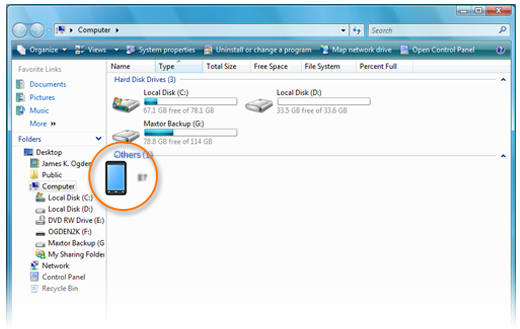 Computer
Search
Organize Views System properties Uninstall or change a program Map network drive Open Control Panel
Favorite Links
Documents
Pictures
Music
More »
Folders
Desktop
James K. Ogden
Public
Computer
Local Disk (C:)
Local Disk (D:)
DVD RW Drive (E:)
OGDEN2K (F:)
Maxtor Backup (G
My Sharing Folde
Network
Control Panel
Recycle Bin
Name Type Total Size Free Space File System Percent Full
Hard Disk Drives (3)
Local Disk (C:)
67.1 GB free of 78.1 GB
Local Disk (D:)
33.5 GB free of 33.6 GB
Maxtor Backup (G:)
78.8 GB free of 114 GB
Others (1)